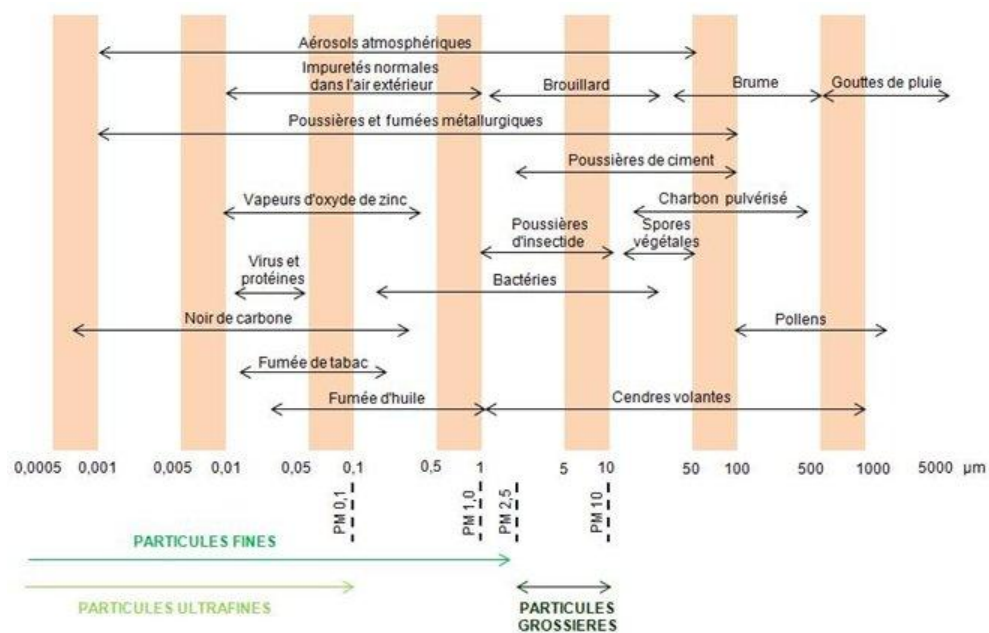 Aérosols atmosphériques
Impuretés normales
dans l'air extérieur
Brouillard
Brume
Gouttes de pluie
Poussières et fumées métallurgiques
Poussières de ciment
Vapeurs d'oxyde de zinc
Charbon pulvérisé
Poussières
d'insectide
Spores
végétales
Virus et
protéines
Bactéries
Noir de carbone
Pollens
Fumée de tabac
Fumée d'huile
Cendres volantes
0,0005 0,001 0,005 0,01 0,05 0,1 0,5 1 5 10 50 100 500 1000 5000 µm
PM 0,1
PM 1,0
PM 2,5
PM 10
PARTICULES FINES
PARTICULES ULTRAFINES
PARTICULES
GROSSIERES